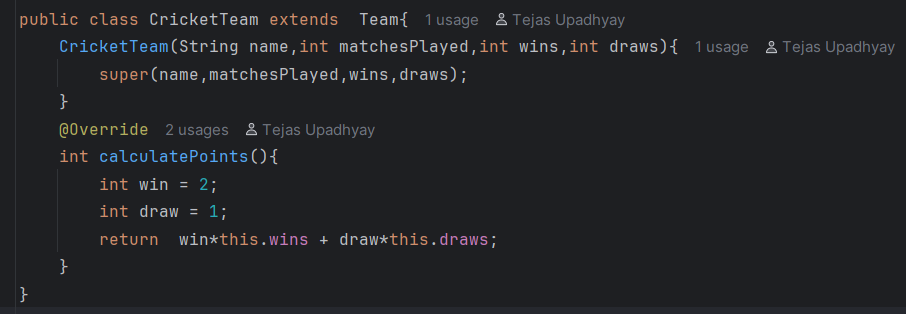 public class CricketTeam extends  Team{  1 usage  Tejas Upadhyay
    CricketTeam(String name,int matchesPlayed,int wins,int draws){  1 usage  Tejas Upadhyay
        super(name,matchesPlayed,wins,draws);
    }
    @Override  2 usages  Tejas Upadhyay
    int calculatePoints(){
        int win = 2;
        int draw = 1;
        return  win*this.wins + draw*this.draws;
    }
}